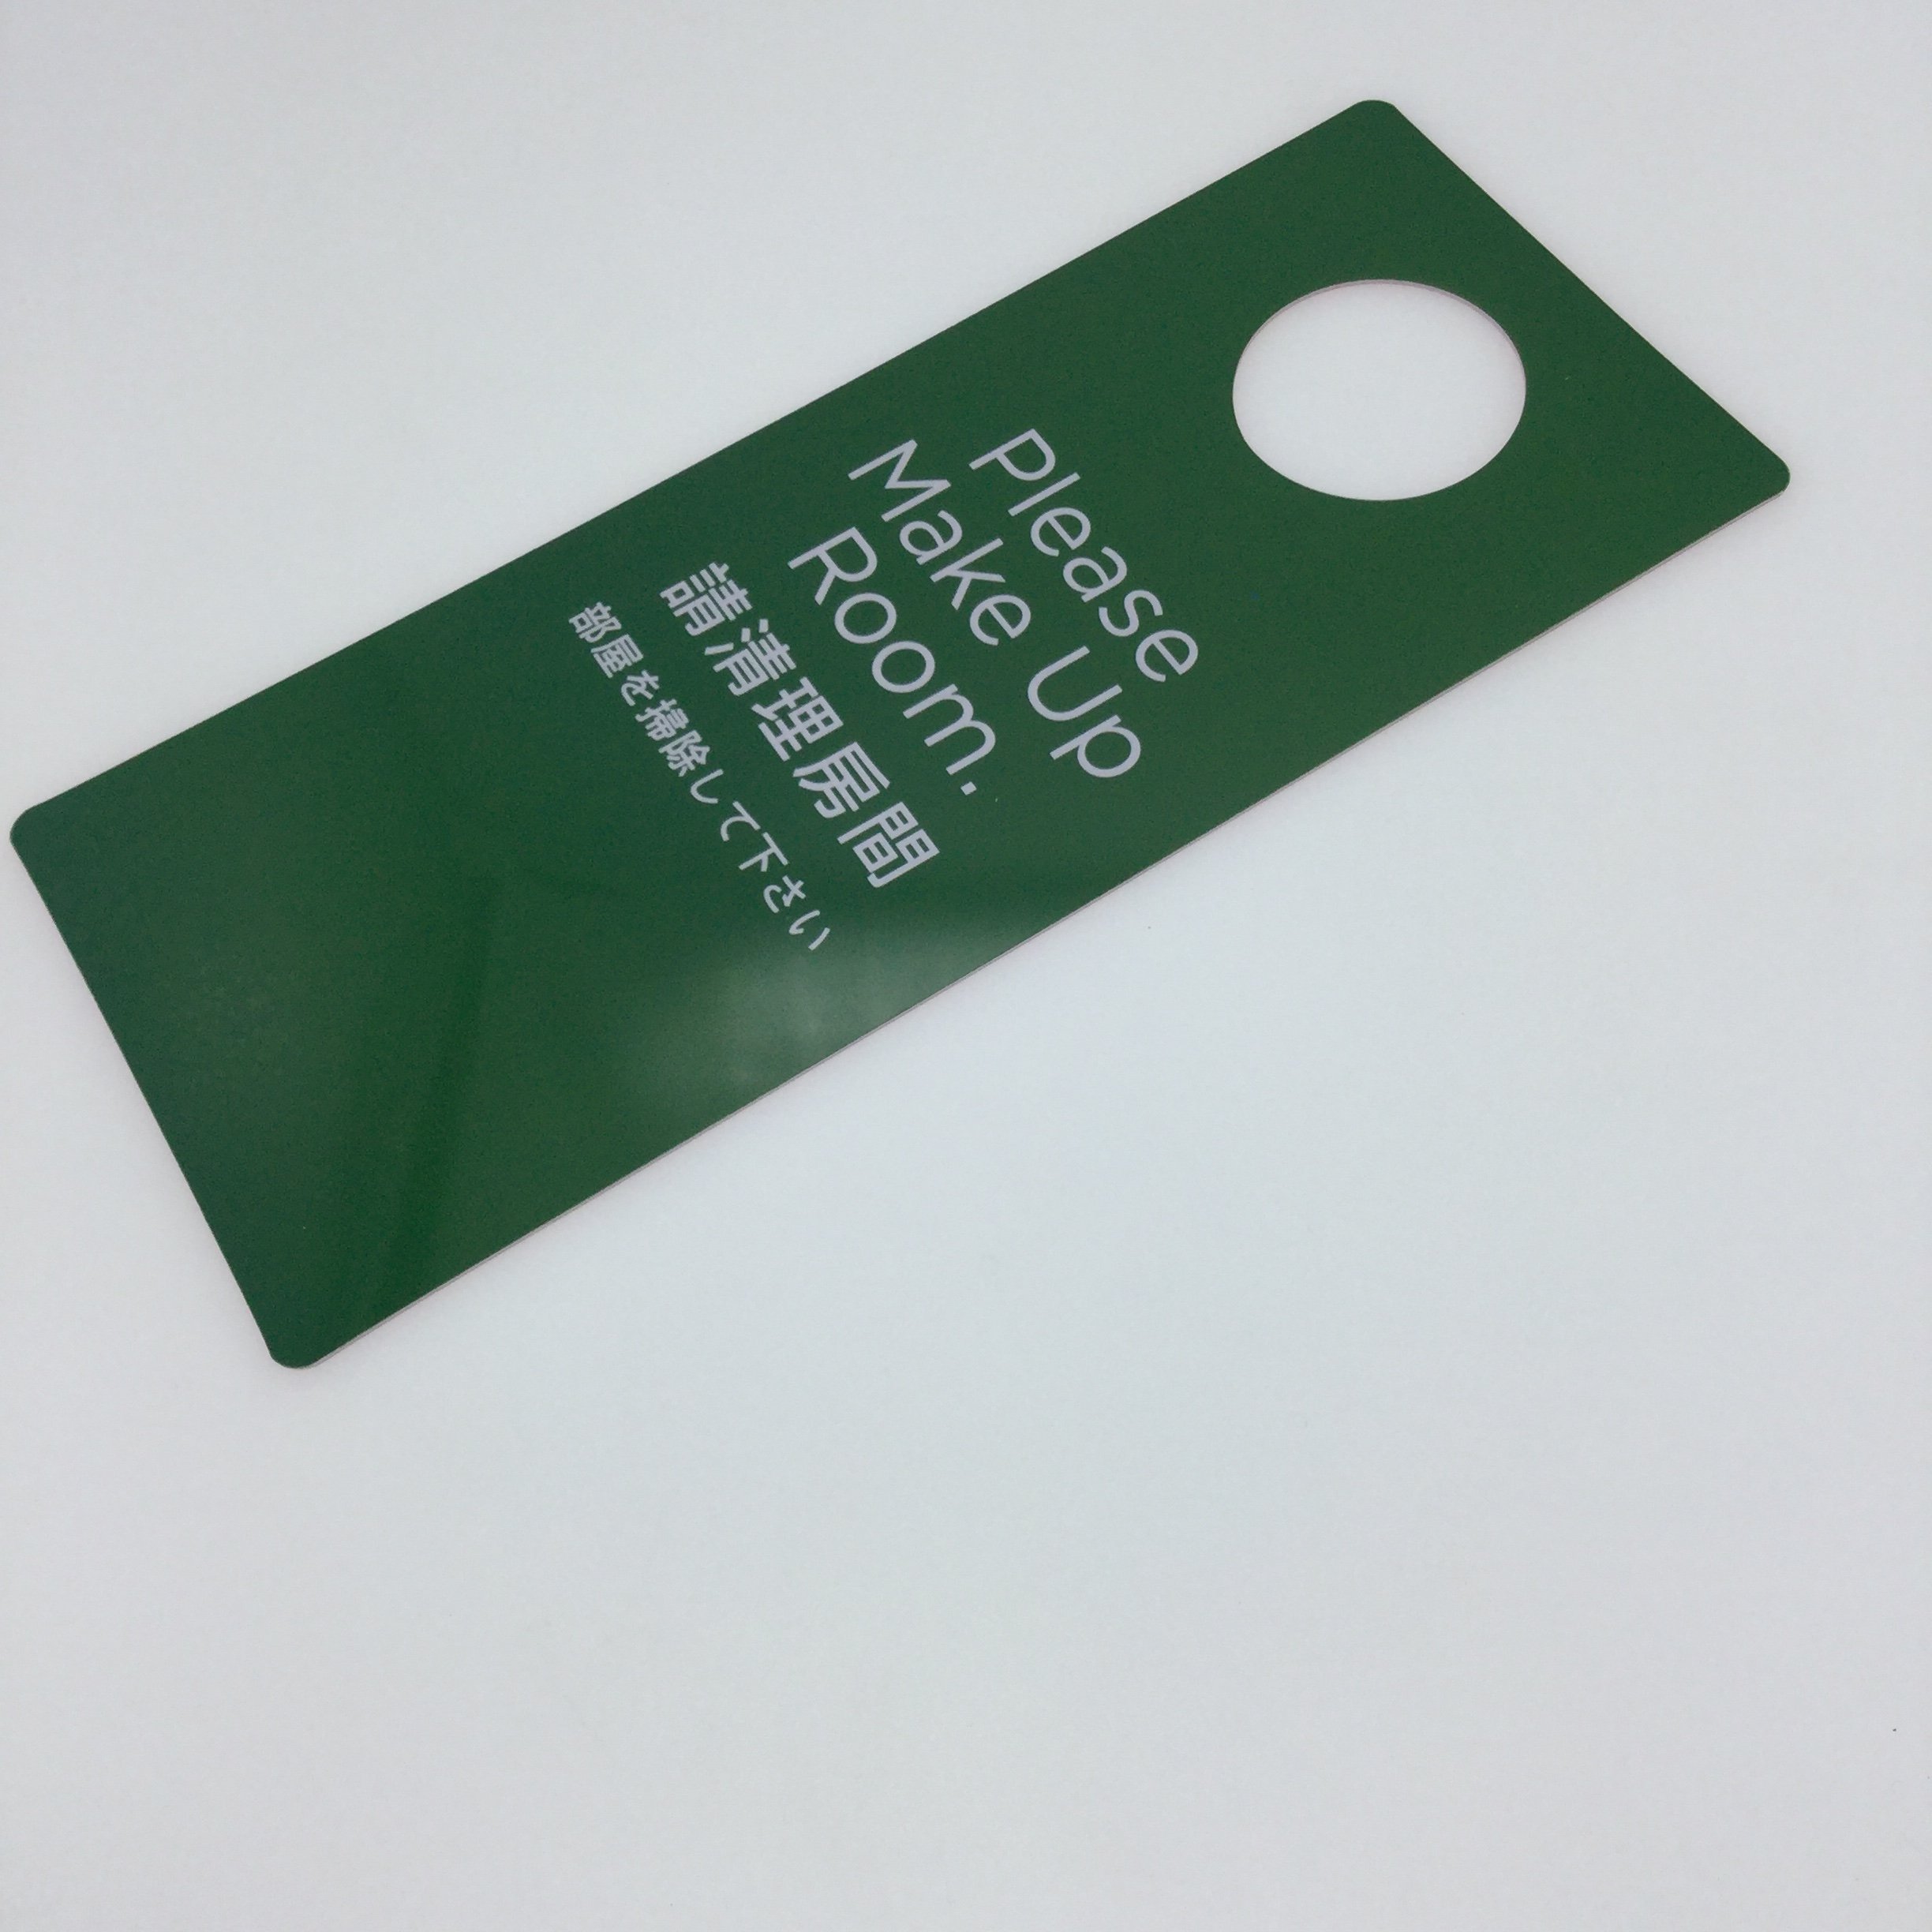 Please
Make Up
Room.
請清理房間
部屋を掃除して下さい